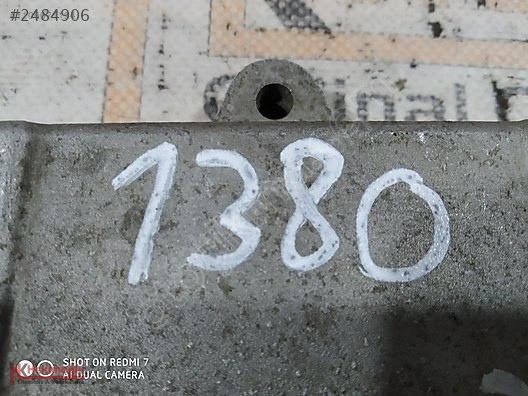 #2484906
1380
SHOT ON REDMI 7
AI DUAL CAMERA